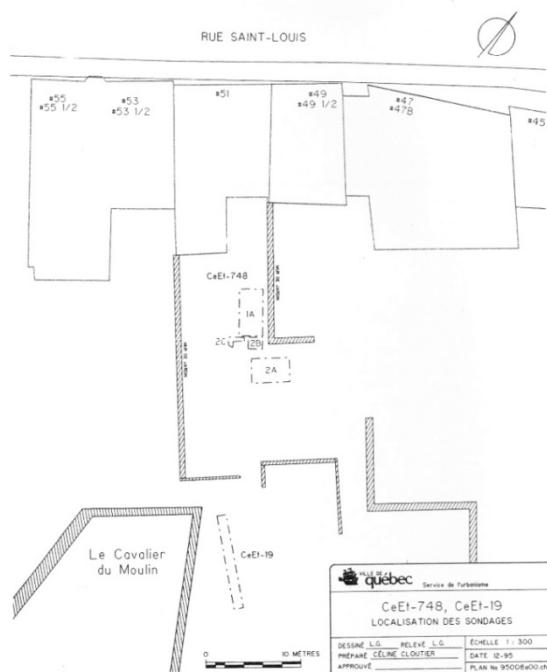 RUE SAINT-LOUIS
#55
#55 1/2
#53
#53 1/2
#51
#49
#49 1/2
#47
#47B
#45
CeEt-748
1A
2C
2B
2A
Le Cavalier
du Moulin
CeEt-19
0 10 MÈTRES
VILLE DE québec Service de l'urbanisme
CeEt-748, CeEt-19
LOCALISATION DES SONDAGES
DESSINÉ L.G. RELEVÉ L.G.
PRÉPARÉ CÉLINE CLOUTIER
APPROUVÉ
ÉCHELLE 1 : 300
DATE 12-95
PLAN No 95008a00.ch